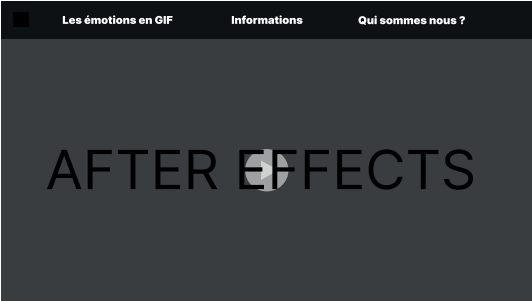 Les émotions en GIF Informations Qui sommes nous ?
AFTER EFFECTS